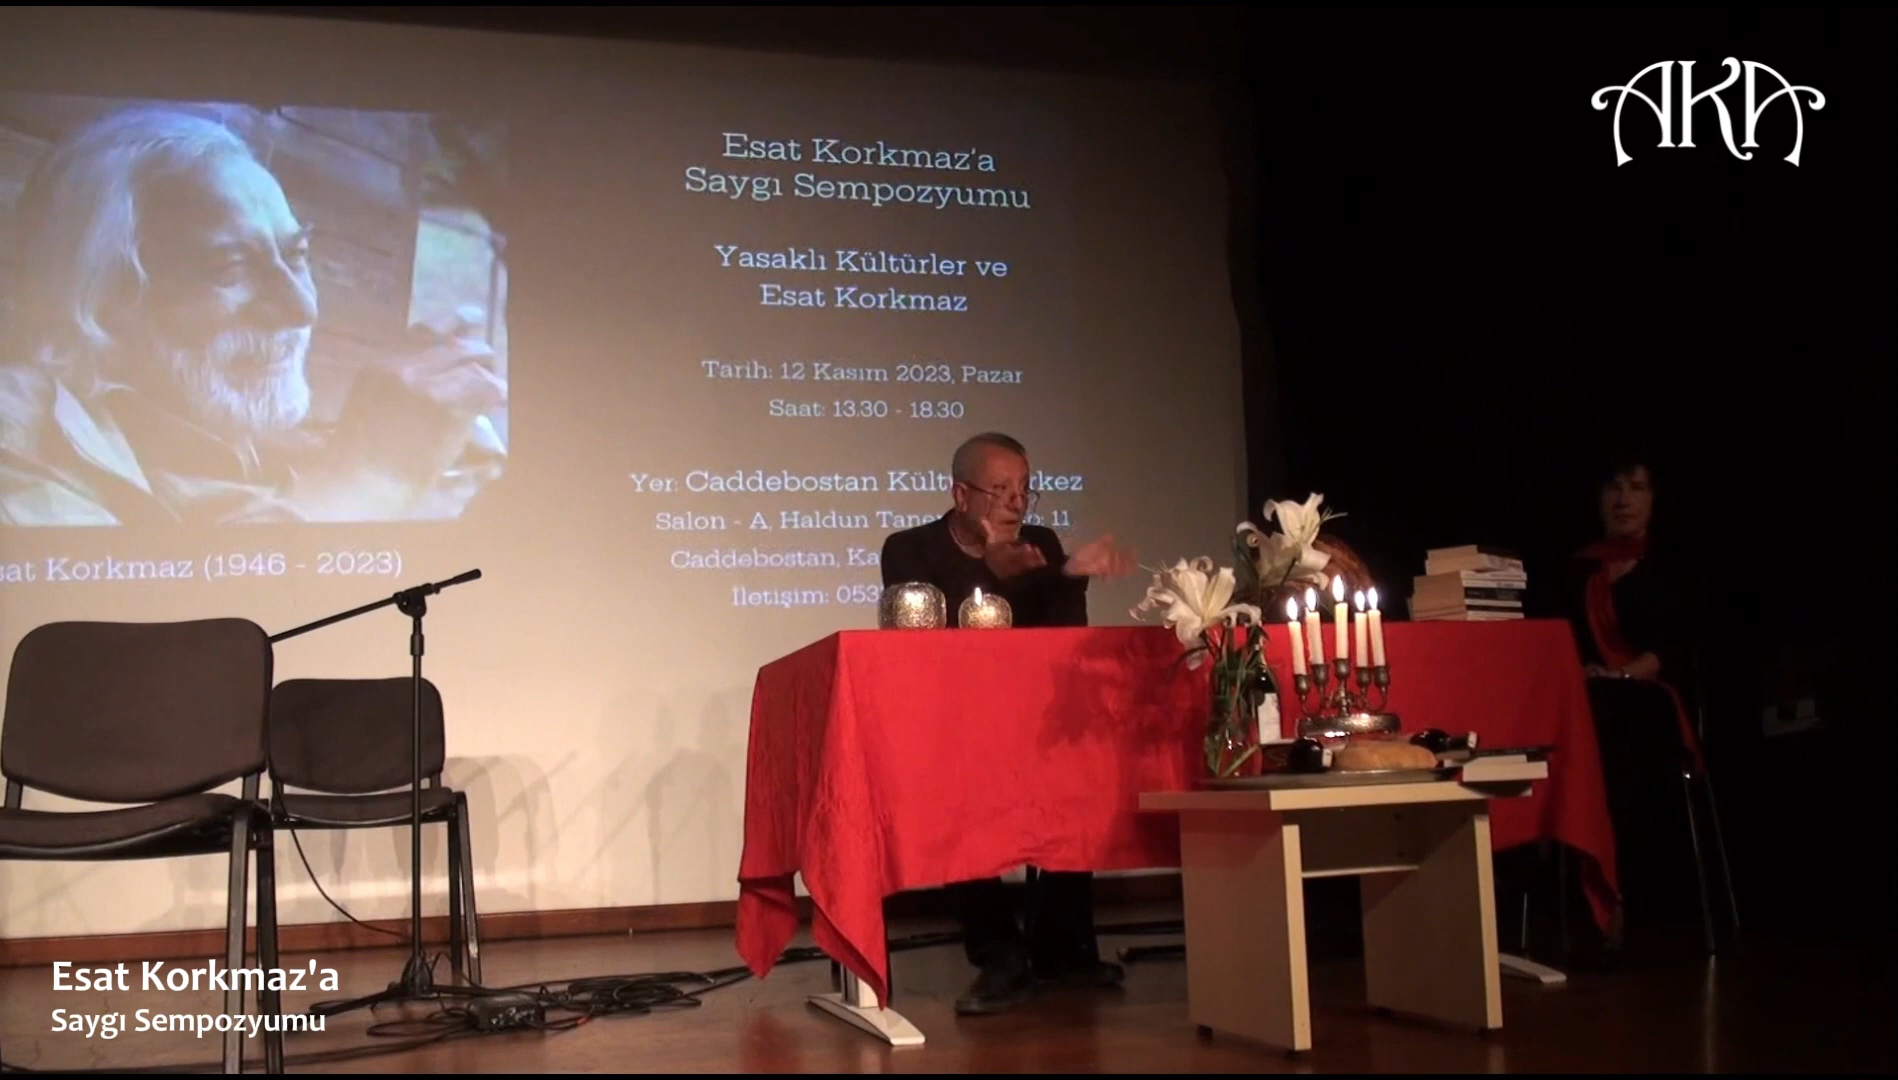 AKA
Esat Korkmaz'a
Saygı Sempozyumu
Yasaklı Kültürler ve
Esat Korkmaz
Tarih: 12 Kasım 2023, Pazar
Saat: 13.30 - 18.30
Yer: Caddebostan
Salon - A, Haldun 11
Caddebostan,
İletişim:
Korkmaz (1946 - 2023)
Esat Korkmaz'a
Saygı Sempozyumu